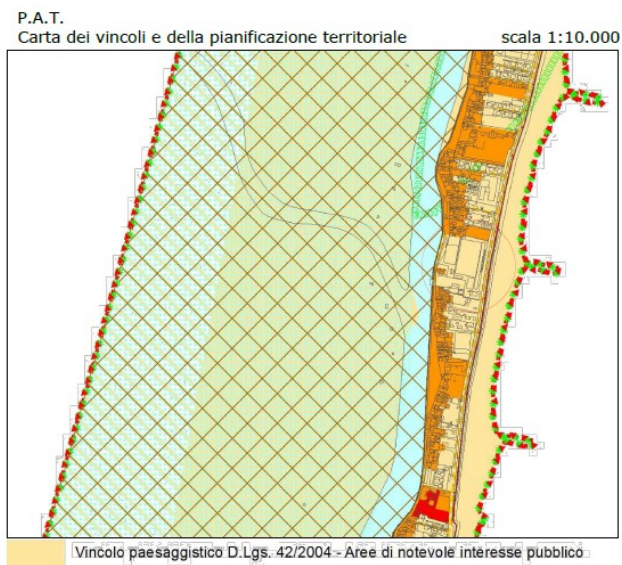 P.A.T.
Carta dei vincoli e della pianificazione territoriale scala 1:10.000
Vincolo paesaggistico D.Lgs. 42/2004 - Aree di notevole interesse pubblico